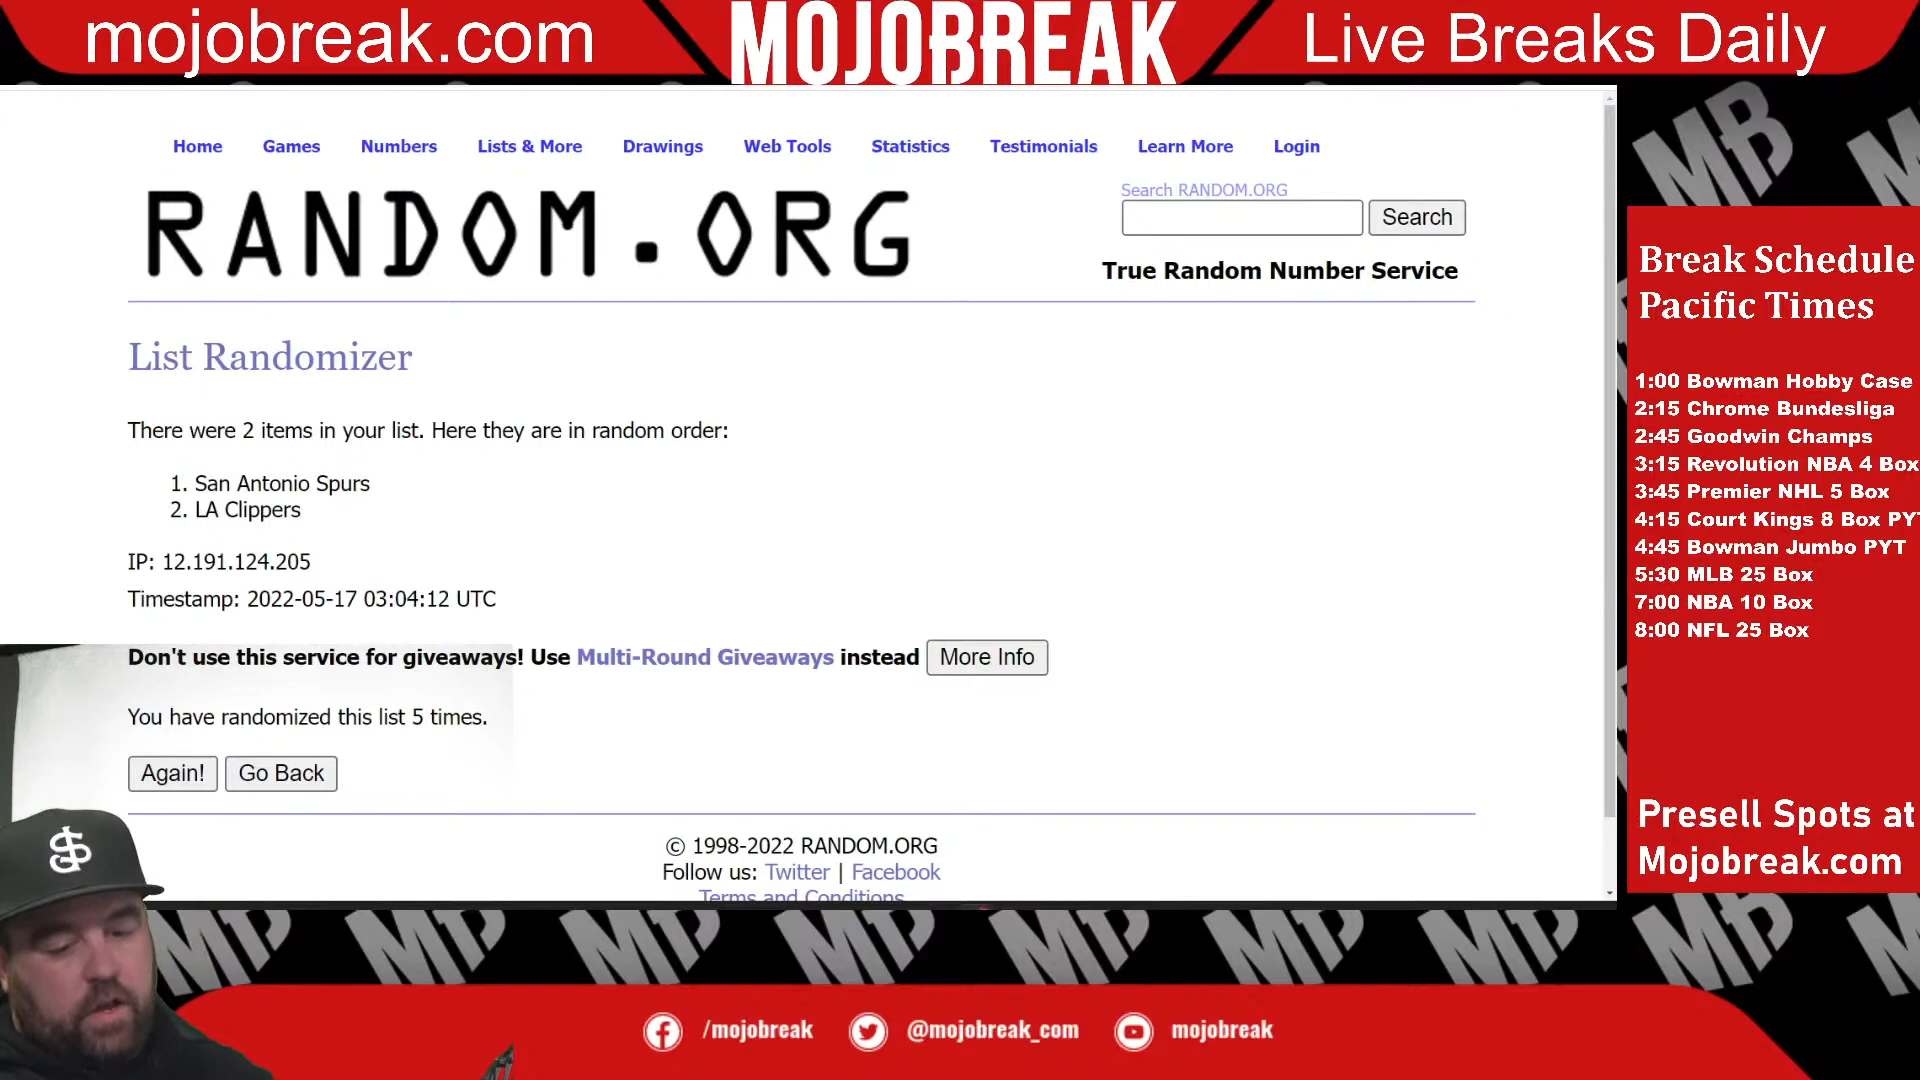 mojobreak.com
MOJOBREAK
Live Breaks Daily
Home Games Numbers Lists & More Drawings Web Tools Statistics Testimonials Learn More Login
RANDOM.ORG
Search RANDOM.ORG
Search
True Random Number Service
List Randomizer
There were 2 items in your list. Here they are in random order:
1. San Antonio Spurs
2. LA Clippers
IP: 12.191.124.205
Timestamp: 2022-05-17 03:04:12 UTC
Don't use this service for giveaways! Use Multi-Round Giveaways instead More Info
You have randomized this list 5 times.
Again! Go Back
© 1998-2022 RANDOM.ORG
Follow us: Twitter | Facebook
Terms and Conditions
Break Schedule
Pacific Times
1:00 Bowman Hobby Case
2:15 Chrome Bundesliga
2:45 Goodwin Champs
3:15 Revolution NBA 4 Box
3:45 Premier NHL 5 Box
4:15 Court Kings 8 Box PYT
4:45 Bowman Jumbo PYT
5:30 MLB 25 Box
7:00 NBA 10 Box
8:00 NFL 25 Box
Presell Spots at
Mojobreak.com
/mojobreak @mojobreak_com mojobreak